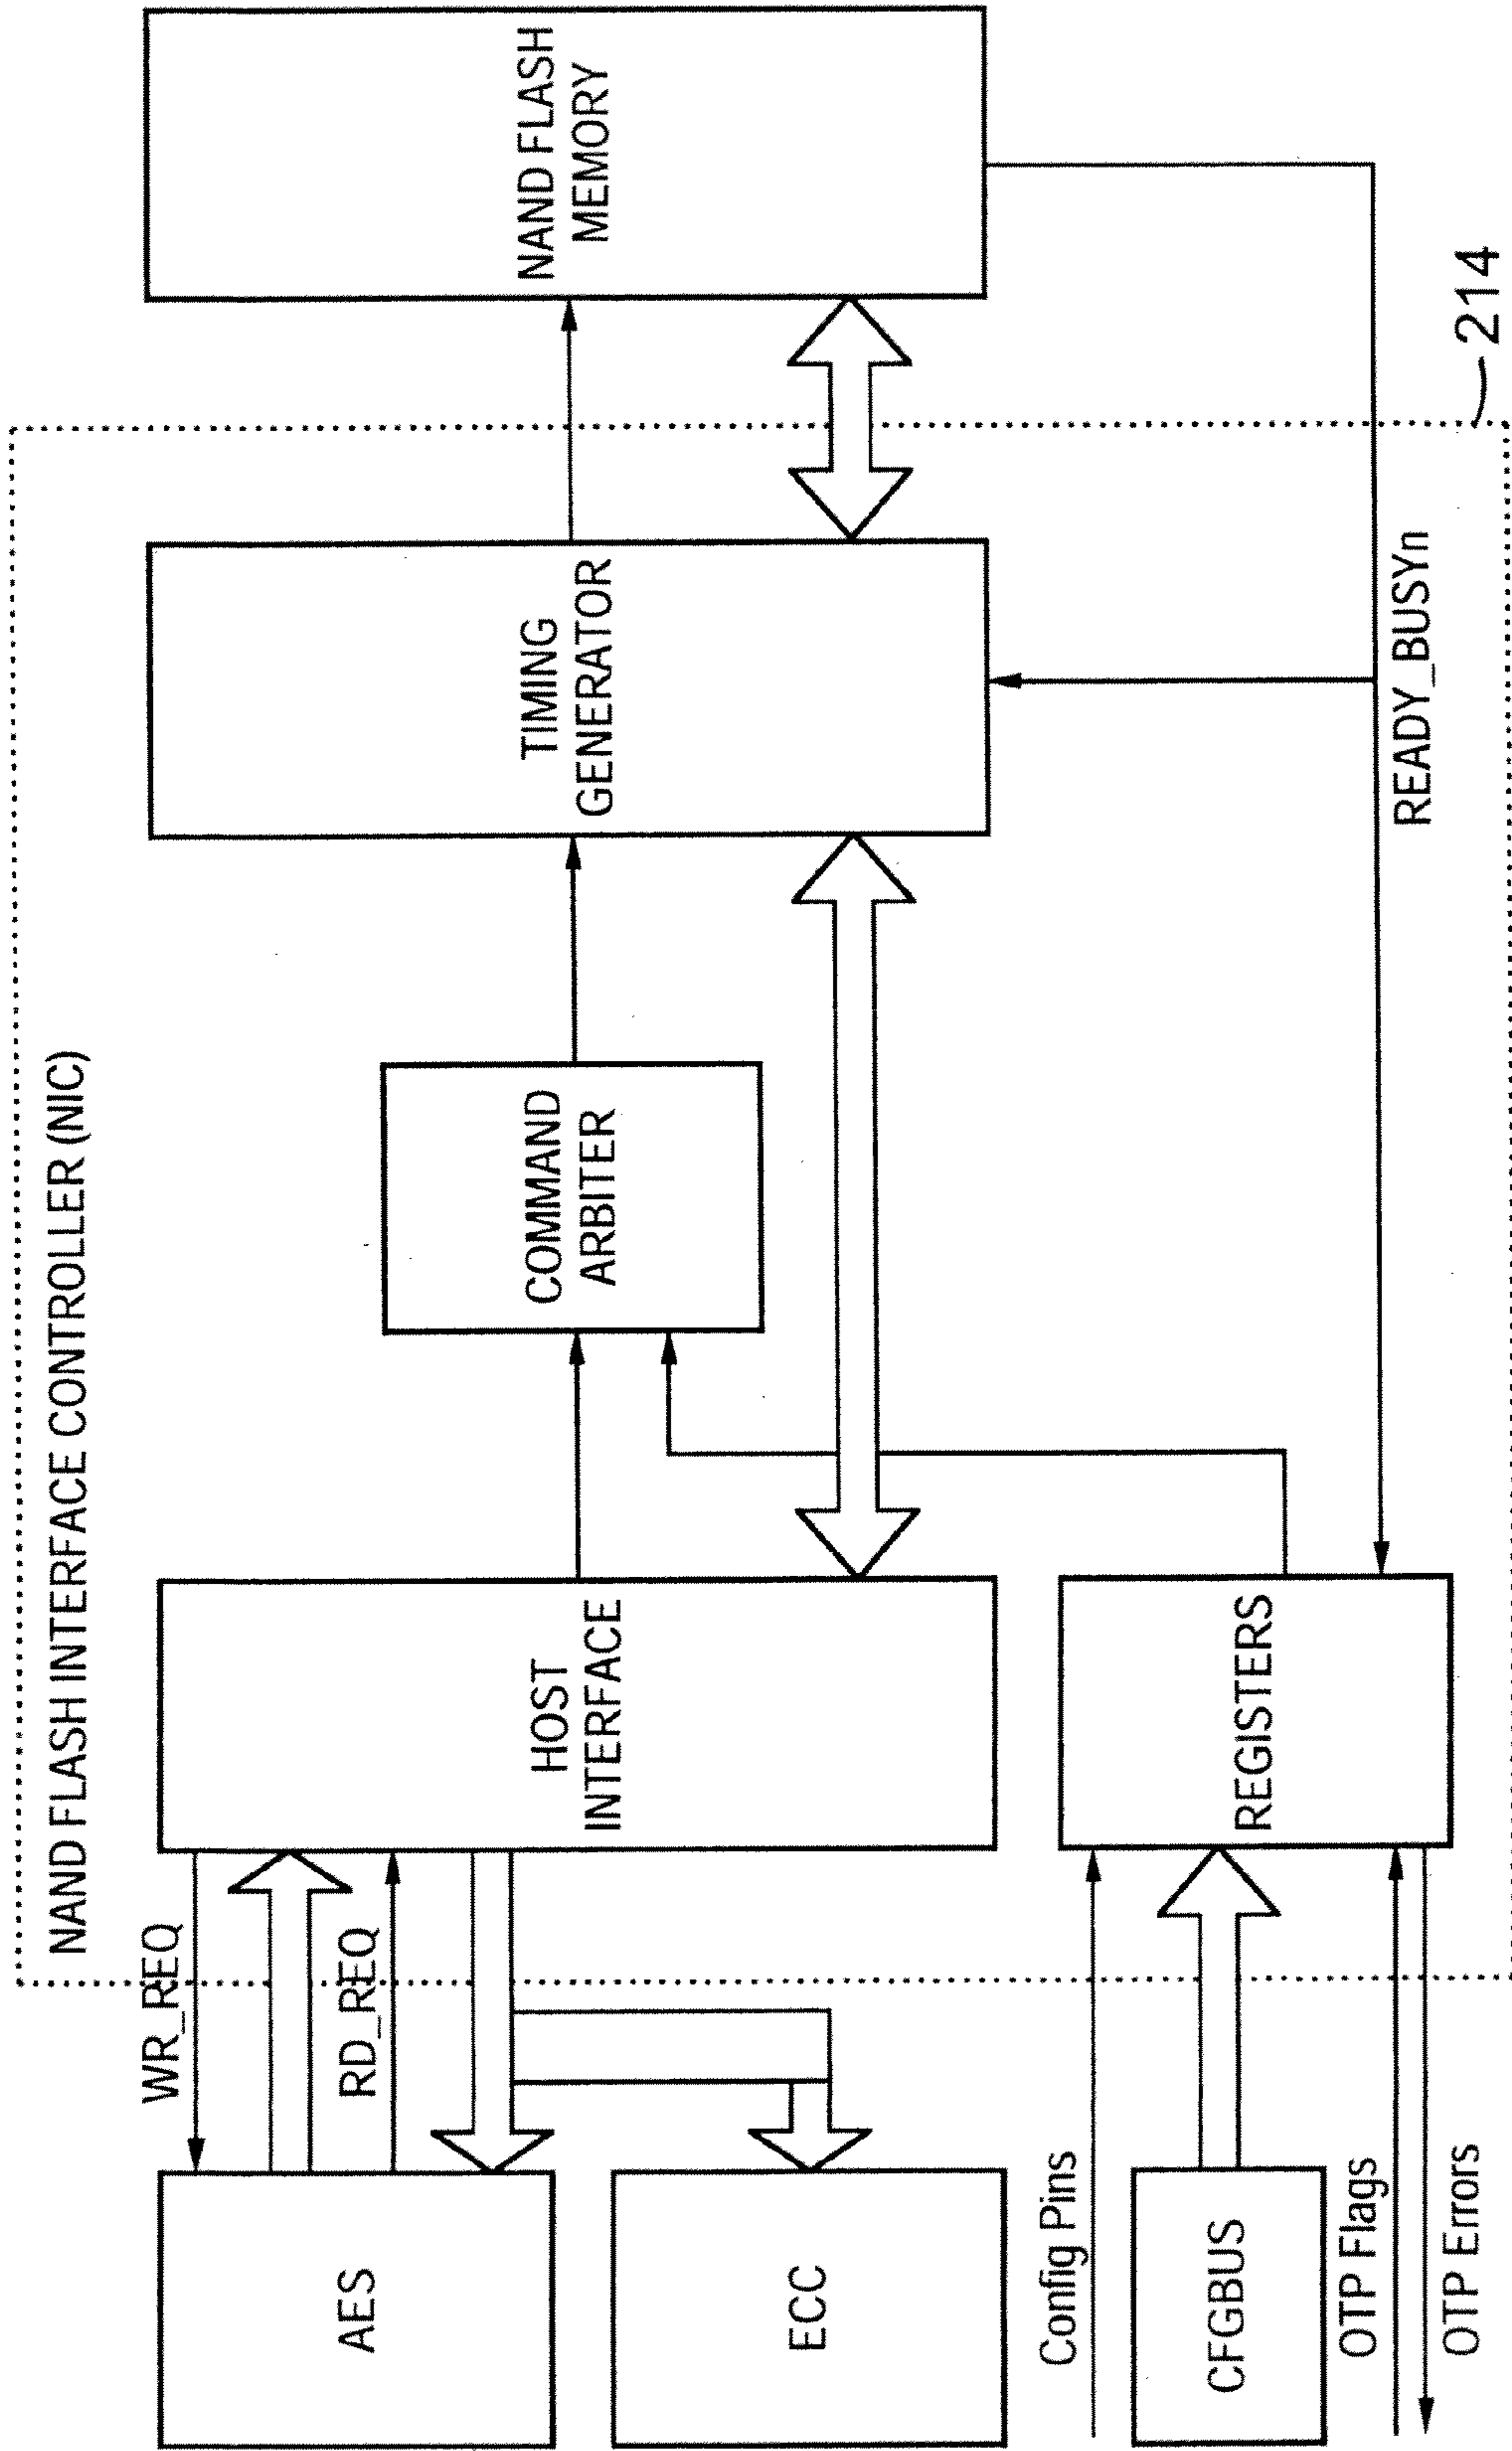 NAND FLASH INTERFACE CONTROLLER (NIC)
WR_REQ
RD_REQ
AES
ECC
Config Pins
CFGBUS
OTP Flags
OTP Errors
HOST
INTERFACE
REGISTERS
COMMAND
ARBITER
TIMING
GENERATOR
READY_BUSYn
NAND FLASH
MEMORY
214